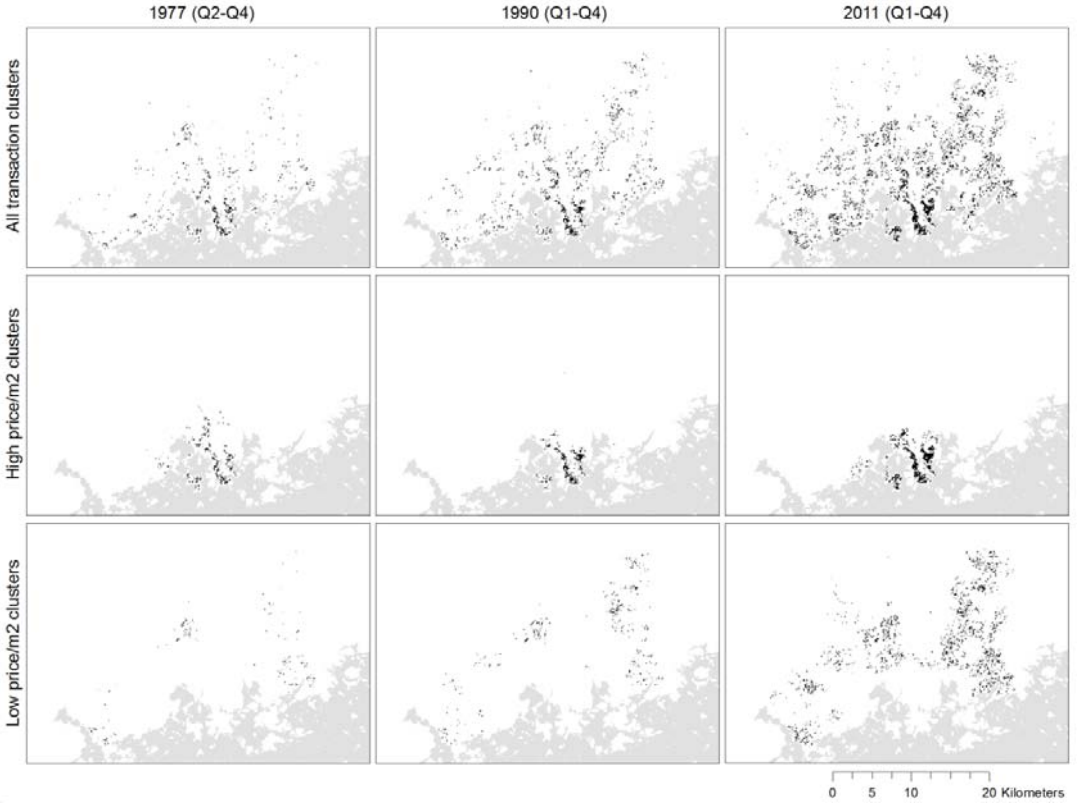 1977 (Q2-Q4)
1990 (Q1-Q4)
2011 (Q1-Q4)
All transaction clusters
High price/m2 clusters
Low price/m2 clusters
0 5 10 20 Kilometers